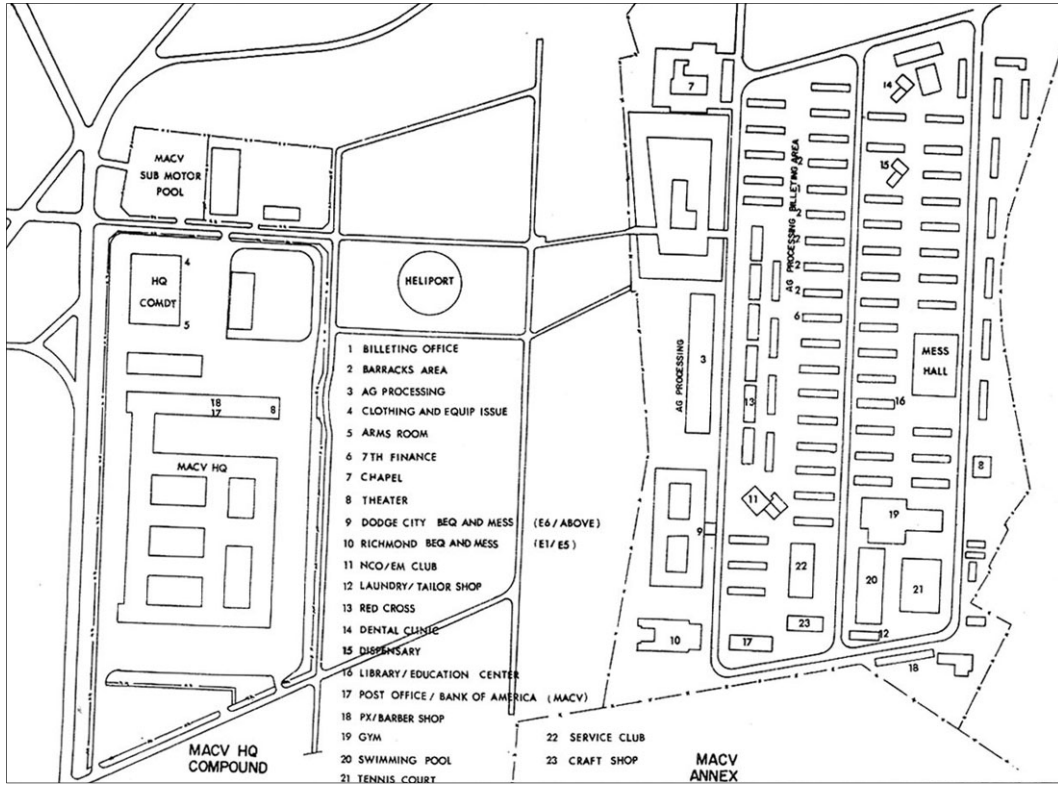 MACV
SUB MOTOR
POOL
HQ
COMDT
4
5
18
17
8
MACV HQ
HELIPORT
1 BILLETING OFFICE
2 BARRACKS AREA
3 AG PROCESSING
4 CLOTHING AND EQUIP ISSUE
5 ARMS ROOM
6 7TH FINANCE
7 CHAPEL
8 THEATER
9 DODGE CITY BEQ AND MESS (E6/ABOVE)
10 RICHMOND BEQ AND MESS (E1/E5)
11 NCO/EM CLUB
12 LAUNDRY/TAILOR SHOP
13 RED CROSS
14 DENTAL CLINIC
15 DISPENSARY
16 LIBRARY/EDUCATION CENTER
17 POST OFFICE/BANK OF AMERICA (MACV)
18 PX/BARBER SHOP
19 GYM
20 SWIMMING POOL
21 TENNIS COURT
22 SERVICE CLUB
23 CRAFT SHOP
MACV HQ
COMPOUND
MACV
ANNEX
7
14
15
AG PROCESSING BILLETING AREA
2
2
2
6
AG PROCESSING
3
13
MESS
HALL
16
8
11
9
19
22
20
21
23
12
10
17
18